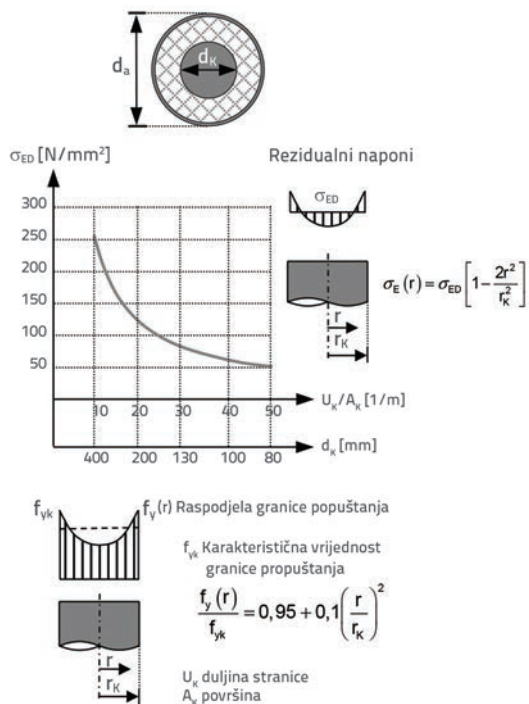 dₐ
d_K
σ_ED [N/mm²]
Rezidualni naponi
300
250
200
150
100
50
10 20 30 40 50
U_K/A_K [1/m]
400 200 130 100 80
d_K [mm]
σ_ED
σ_E (r) = σ_ED [1 − 2r²/r_K²]
r
r_K
f_yk
f_y(r) Raspodjela granice popuštanja
f_yk Karakteristična vrijednost
granice propuštanja
f_y (r)/f_yk = 0,95 + 0,1(r/r_K)²
r
r_K
U_K duljina stranice
A_K površina